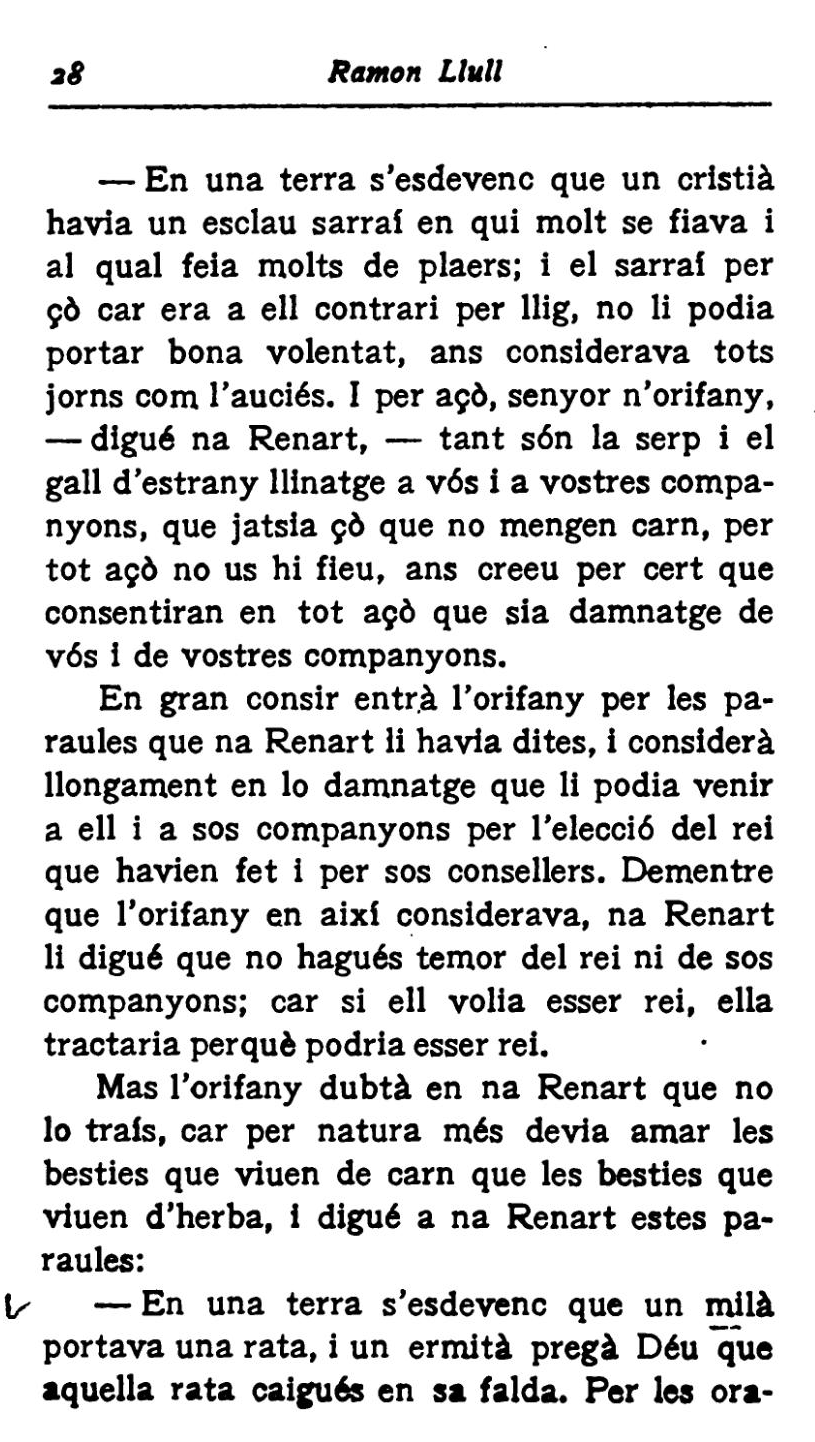 28 Ramon Llull
— En una terra s'esdevenc que un cristià
havia un esclau sarraí en qui molt se fiava i
al qual feia molts de plaers; i el sarraí per
çò car era a ell contrari per llig, no li podia
portar bona volentat, ans considerava tots
jorns com l'auciés. I per açò, senyor n'orifany,
— digué na Renart, — tant són la serp i el
gall d'estrany llinatge a vós i a vostres compa-
nyons, que jatsia çò que no mengen carn, per
tot açò no us hi fieu, ans creeu per cert que
consentiran en tot açò que sia damnatge de
vós i de vostres companyons.
En gran consir entrà l'orifany per les pa-
raules que na Renart li havia dites, i considerà
llongament en lo damnatge que li podia venir
a ell i a sos companyons per l'elecció del rei
que havien fet i per sos consellers. Dementre
que l'orifany en així considerava, na Renart
li digué que no hagués temor del rei ni de sos
companyons; car si ell volia esser rei, ella
tractaria perquè podria esser rei.
Mas l'orifany dubtà en na Renart que no
lo traís, car per natura més devia amar les
besties que viuen de carn que les besties que
viuen d'herba, i digué a na Renart estes pa-
raules:
— En una terra s'esdevenc que un milà
portava una rata, i un ermità pregà Déu que
aquella rata caigués en sa falda. Per les ora-